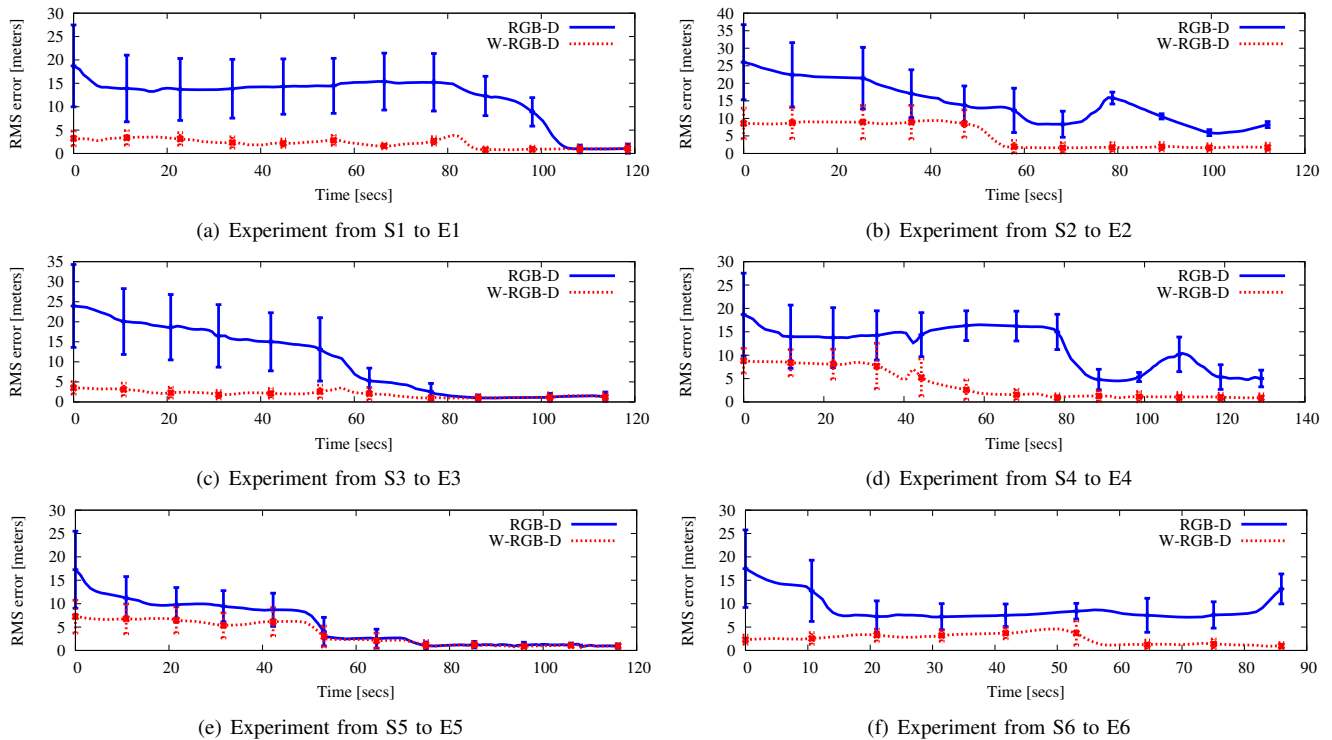 RMS error [meters]
30
25
20
15
10
5
0
0 20 40 60 80 100 120
Time [secs]
RGB-D
W-RGB-D
(a) Experiment from S1 to E1
RMS error [meters]
40
35
30
25
20
15
10
5
0
0 20 40 60 80 100 120
Time [secs]
RGB-D
W-RGB-D
(b) Experiment from S2 to E2
RMS error [meters]
35
30
25
20
15
10
5
0
0 20 40 60 80 100 120
Time [secs]
RGB-D
W-RGB-D
(c) Experiment from S3 to E3
RMS error [meters]
30
25
20
15
10
5
0
0 20 40 60 80 100 120 140
Time [secs]
RGB-D
W-RGB-D
(d) Experiment from S4 to E4
RMS error [meters]
30
25
20
15
10
5
0
0 20 40 60 80 100 120
Time [secs]
RGB-D
W-RGB-D
(e) Experiment from S5 to E5
RMS error [meters]
30
25
20
15
10
5
0
0 10 20 30 40 50 60 70 80 90
Time [secs]
RGB-D
W-RGB-D
(f) Experiment from S6 to E6